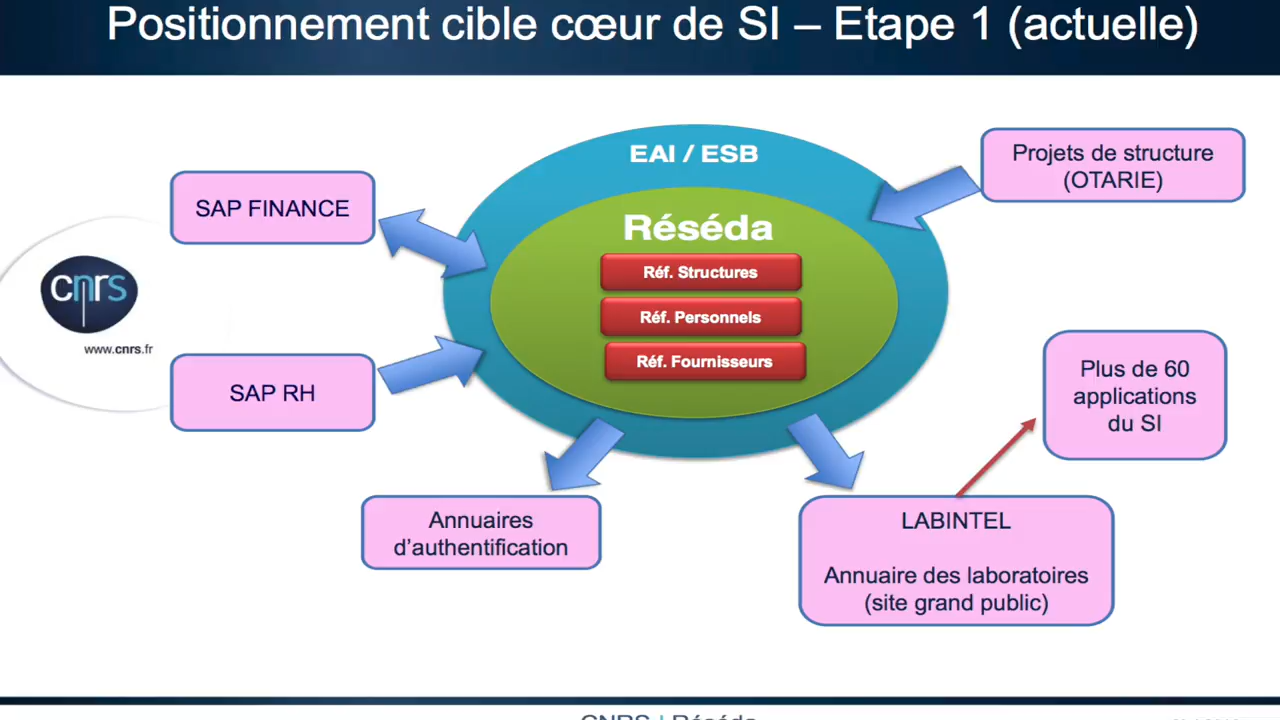 Positionnement cible cœur de SI – Etape 1 (actuelle)
EAI / ESB
Projets de structure
(OTARIE)
SAP FINANCE
Réséda
Réf. Structures
Réf. Personnels
Réf. Fournisseurs
cnrs
www.cnrs.fr
SAP RH
Plus de 60
applications
du SI
Annuaires
d’authentification
LABINTEL
Annuaire des laboratoires
(site grand public)
CNRS | Réséda